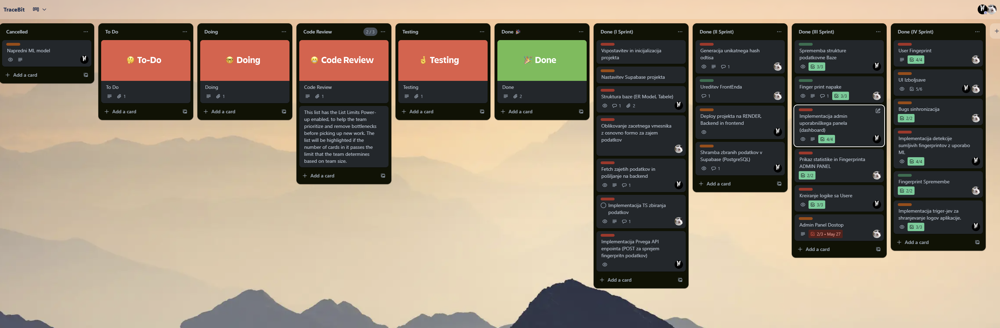 TraceBit
Cancelled
Napredni ML model
Add a card
To Do
🤔 To-Do
To Do
1
Add a card
Doing
🤓 Doing
Doing
1
Add a card
Code Review
2 / 3
😬 Code Review
Code Review
1
This list has the List Limits Power-
up enabled, to help the team
prioritize and remove bottlenecks
before picking up new work. The
list will be highlighted if the
number of cards in it passes the
limit that the team determines
based on team size.
Add a card
Testing
🤞 Testing
Testing
1
Add a card
Done 🎉
🎉 Done
Done
2
Add a card
Done (I Sprint)
Vspostavitev in inicijalizacija
projekta
Nastavitev Supabase projekta
Struktura baze (ER Model, Tabele)
1 2
Oblikovanje zacetnega vmesnika
z osnovno formo za zajem
podatkov
Fetch zajetih podatkov in
pošiljanje na backend
1
Implementacija TS zbiranja
podatkov
1
Implementacija Prvega API
enpointa (POST za sprejem
fingerpritn podatkov)
Add a card
Done (II Sprint)
Generacija unikatnega hash
odtisa
1
Ureditev FrontEnda
1
Deploy projekta na RENDER,
Backend in frontend
Shramba zbranih podatkov v
Supabase (PostgreSQL)
1
Add a card
Done (III Sprint)
Sprememba strukture
podatkovne Baze
3/3
Finger print napake
1 3/3
Implementacija admin
uporabniškega panela
(dashboard)
4/4
Prikaz statistike in Fingerprinta
ADMIN PANEL
2/2
Kreiranje logike sa Usere
3/3
Admin Panel Dostop
2/3 • May 27
Add a card
Done (IV Sprint)
User Fingeprint
4/4
UI Izboljsave
5/6
Bugs sinhronizacija
2/2
Implementacija detekcije
sumljivih fingerprintov z uporabo
ML
4/4
Fingerprint Spremembe
2/2
Implementacija triger-jev za
shranjevanje logov aplikacije.
3/3
Add a card